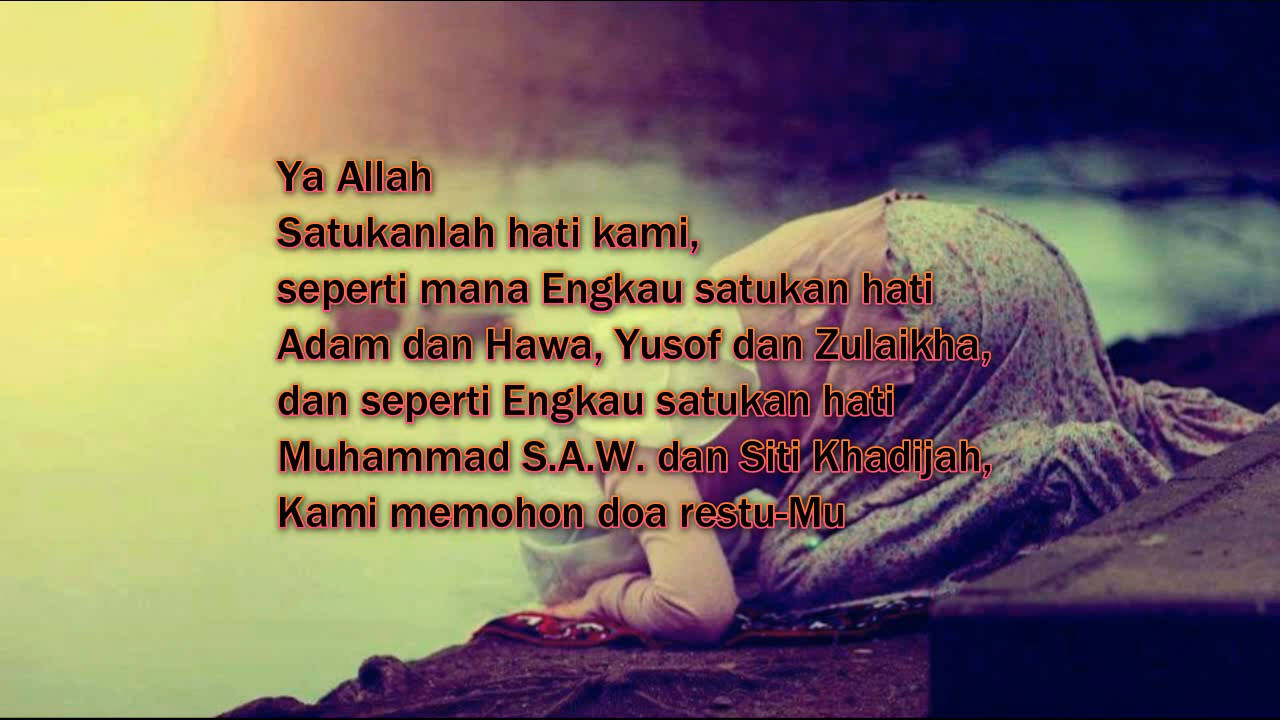 Ya Allah
Satukanlah hati kami,
seperti mana Engkau satukan hati
Adam dan Hawa, Yusof dan Zulaikha,
dan seperti Engkau satukan hati
Muhammad S.A.W. dan Siti Khadijah,
Kami memohon doa restu-Mu